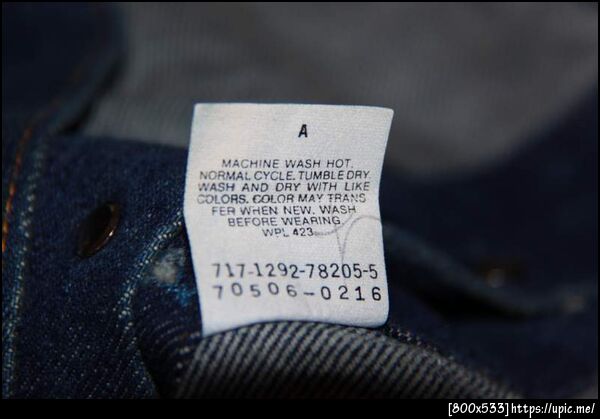 A
MACHINE WASH HOT.
NORMAL CYCLE. TUMBLE DRY.
WASH AND DRY WITH LIKE
COLORS. COLOR MAY TRANS
FER WHEN NEW. WASH
BEFORE WEARING.
WPL 423
717-1292-78205-5
70506-0216
[800x533]https://upic.me/